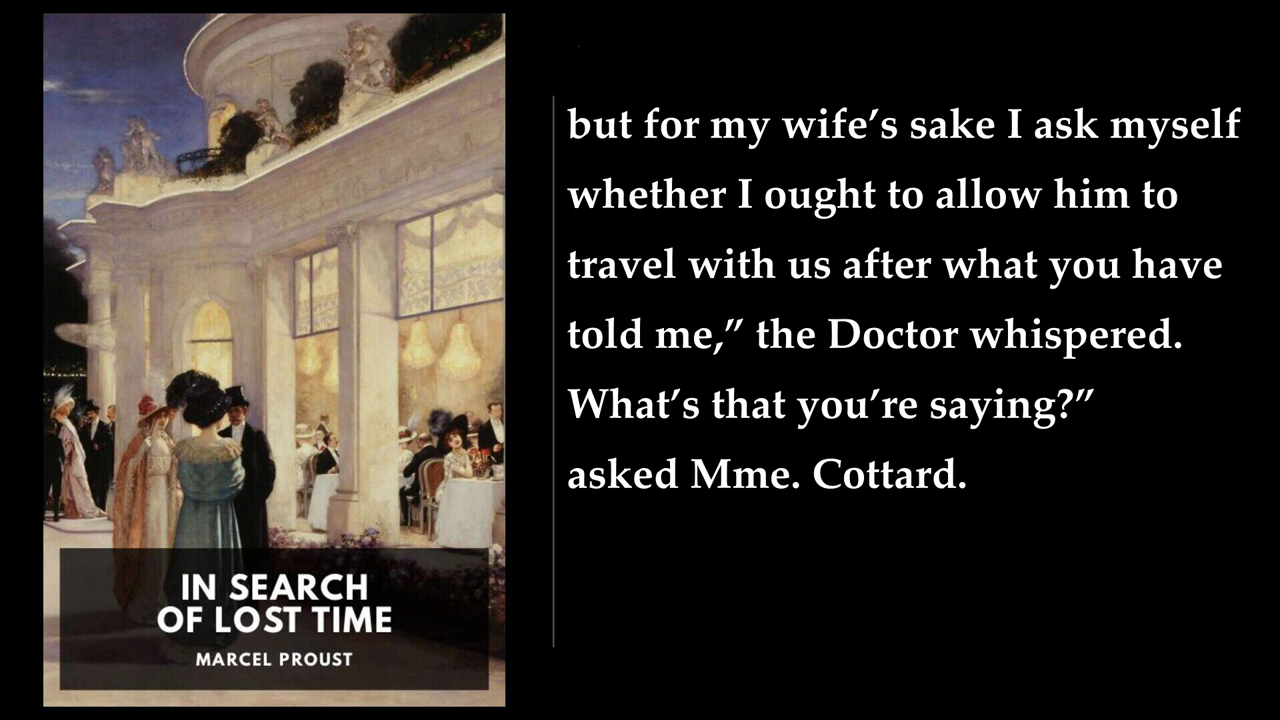 IN SEARCH
OF LOST TIME
MARCEL PROUST
but for my wife’s sake I ask myself
whether I ought to allow him to
travel with us after what you have
told me,” the Doctor whispered.
What’s that you’re saying?”
asked Mme. Cottard.